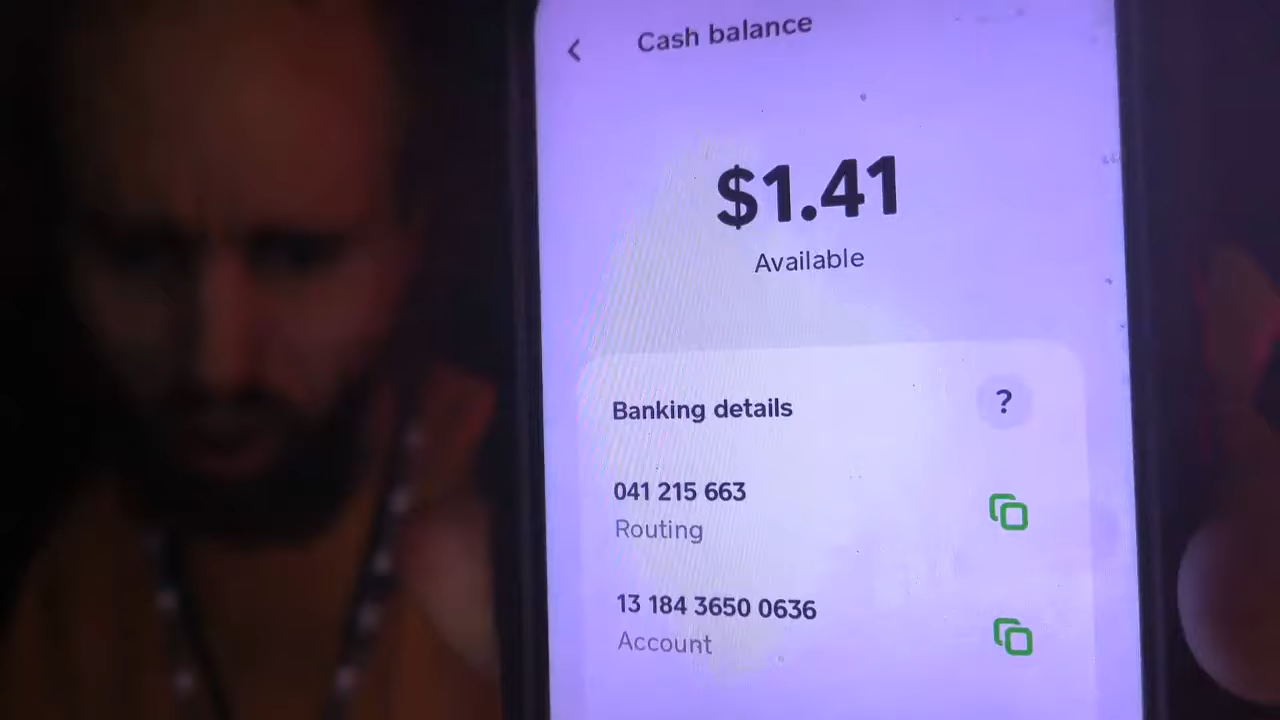 Cash balance
$1.41
Available
Banking details
?
041 215 663
Routing
13 184 3650 0636
Account